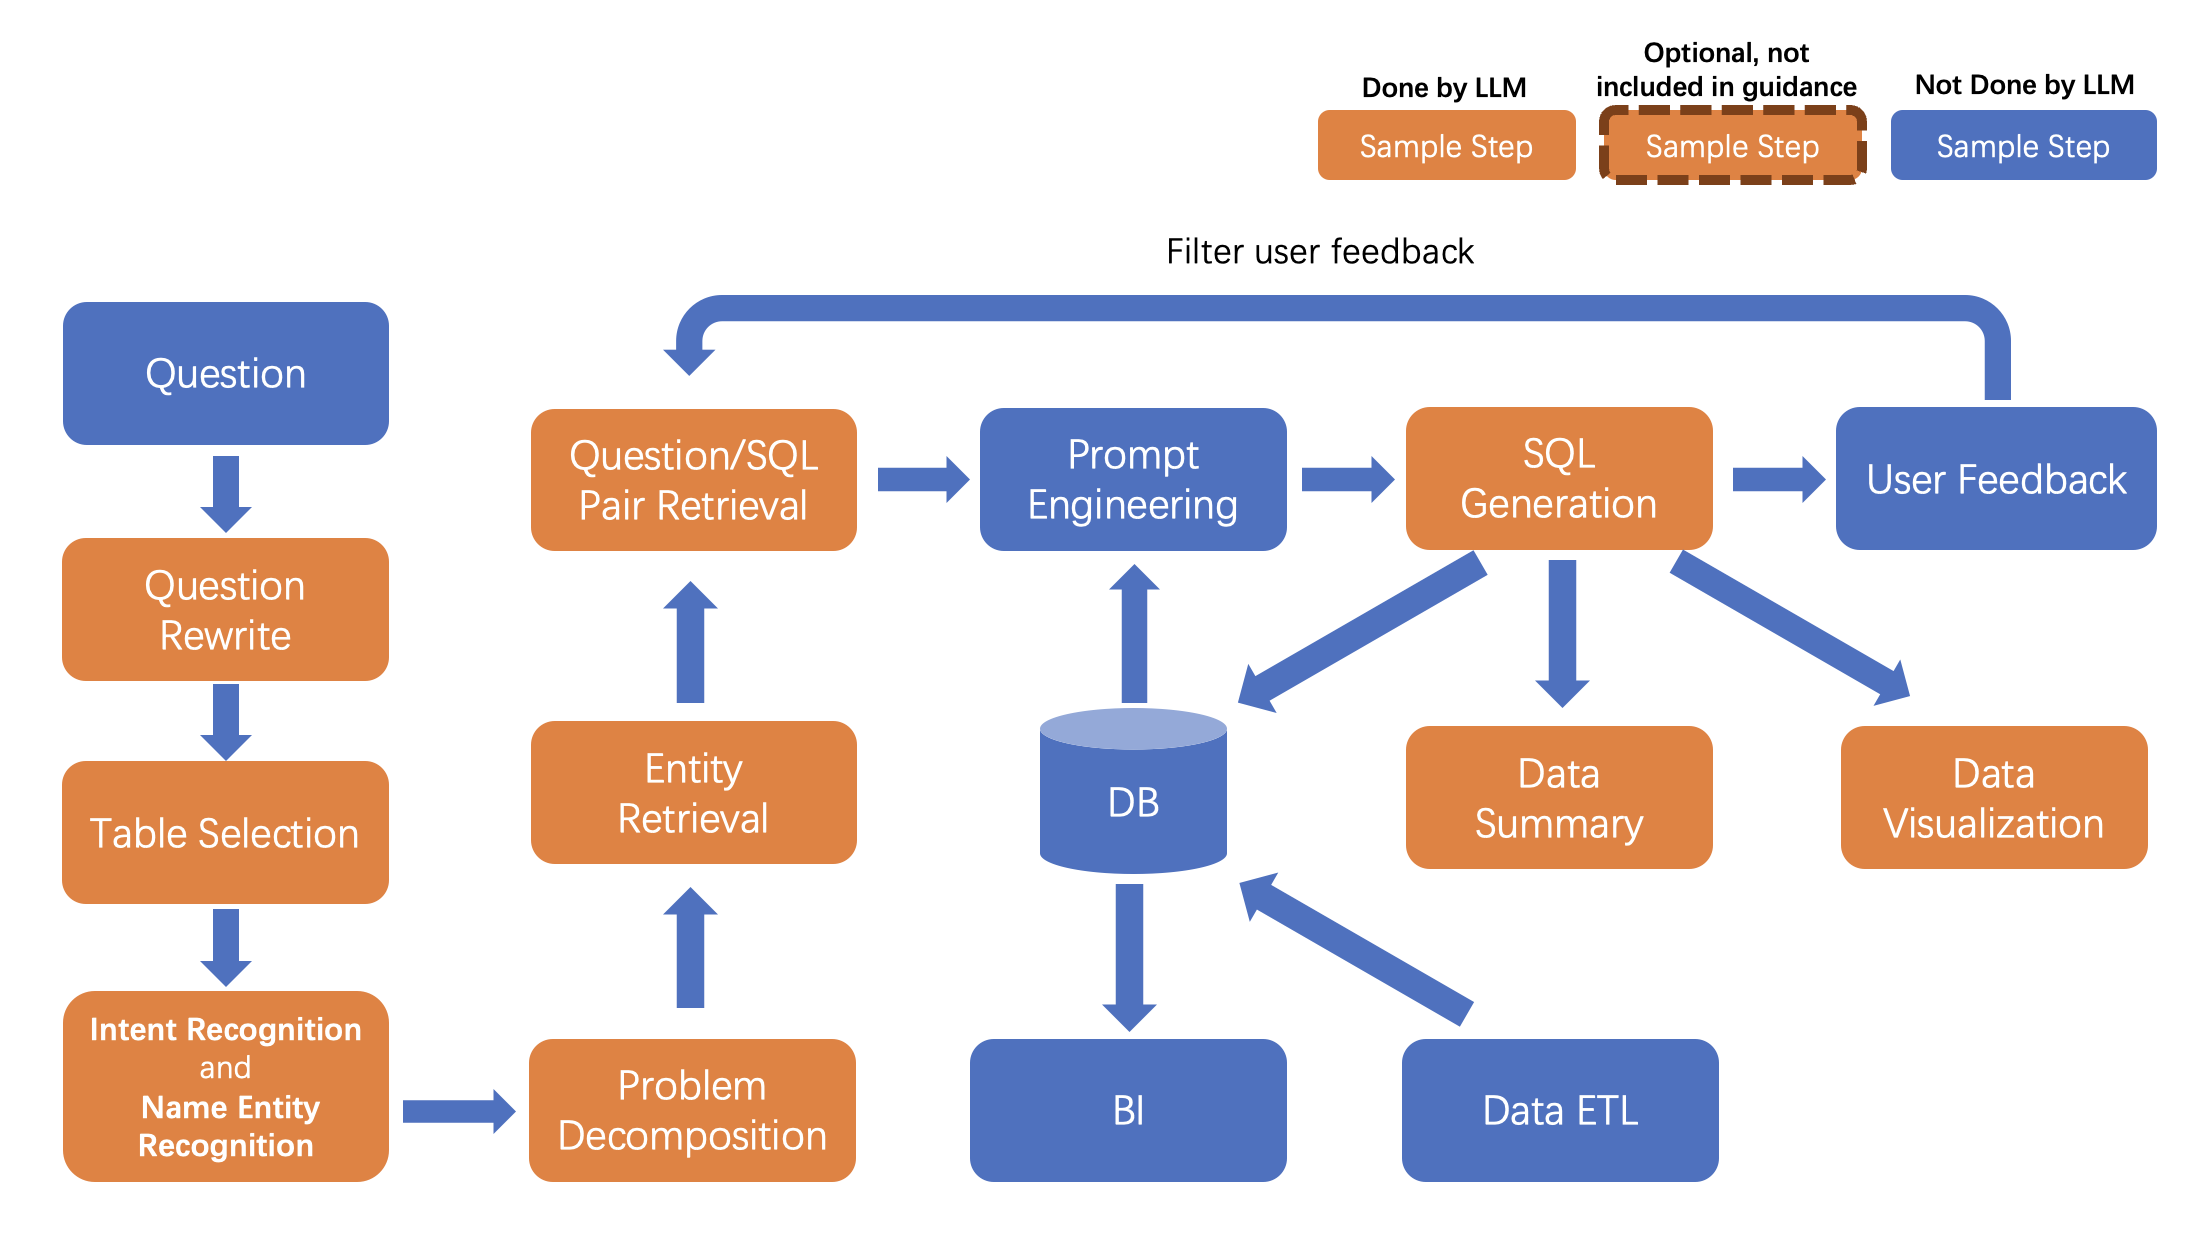 Optional, not
included in guidance
Done by LLM
Not Done by LLM
Sample Step
Sample Step
Sample Step
Filter user feedback
Question
Question
Rewrite
Table Selection
Intent Recognition
and
Name Entity
Recognition
Problem
Decomposition
Entity
Retrieval
Question/SQL
Pair Retrieval
Prompt
Engineering
SQL
Generation
User Feedback
DB
Data
Summary
Data
Visualization
BI
Data ETL